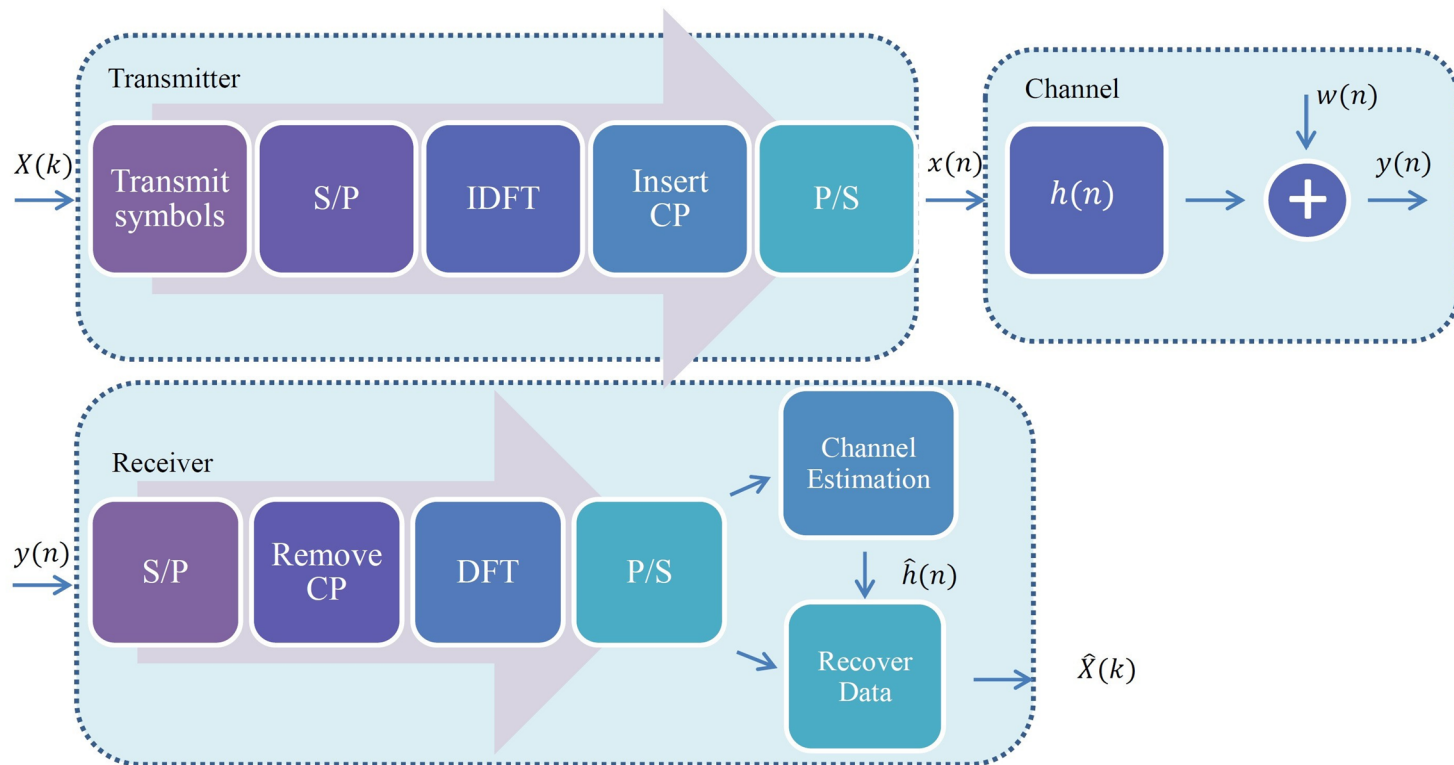 Transmitter
X(k)
Transmit
symbols
S/P
IDFT
Insert
CP
P/S
x(n)
Channel
h(n)
w(n)
+
y(n)
Receiver
y(n)
S/P
Remove
CP
DFT
P/S
Channel
Estimation
ĥ(n)
Recover
Data
X̂(k)